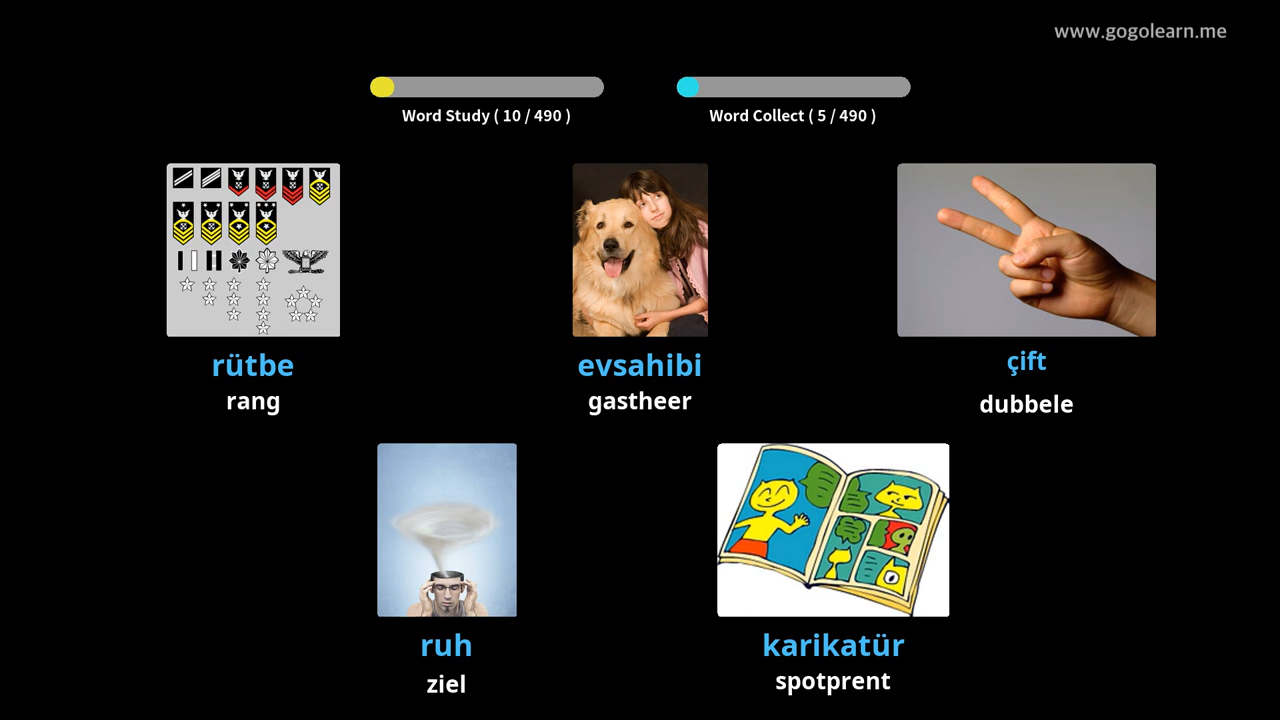 www.gogolearn.me
Word Study ( 10 / 490 )
Word Collect ( 5 / 490 )
rütbe
rang
evsahibi
gastheer
çift
dubbele
ruh
ziel
karikatür
spotprent